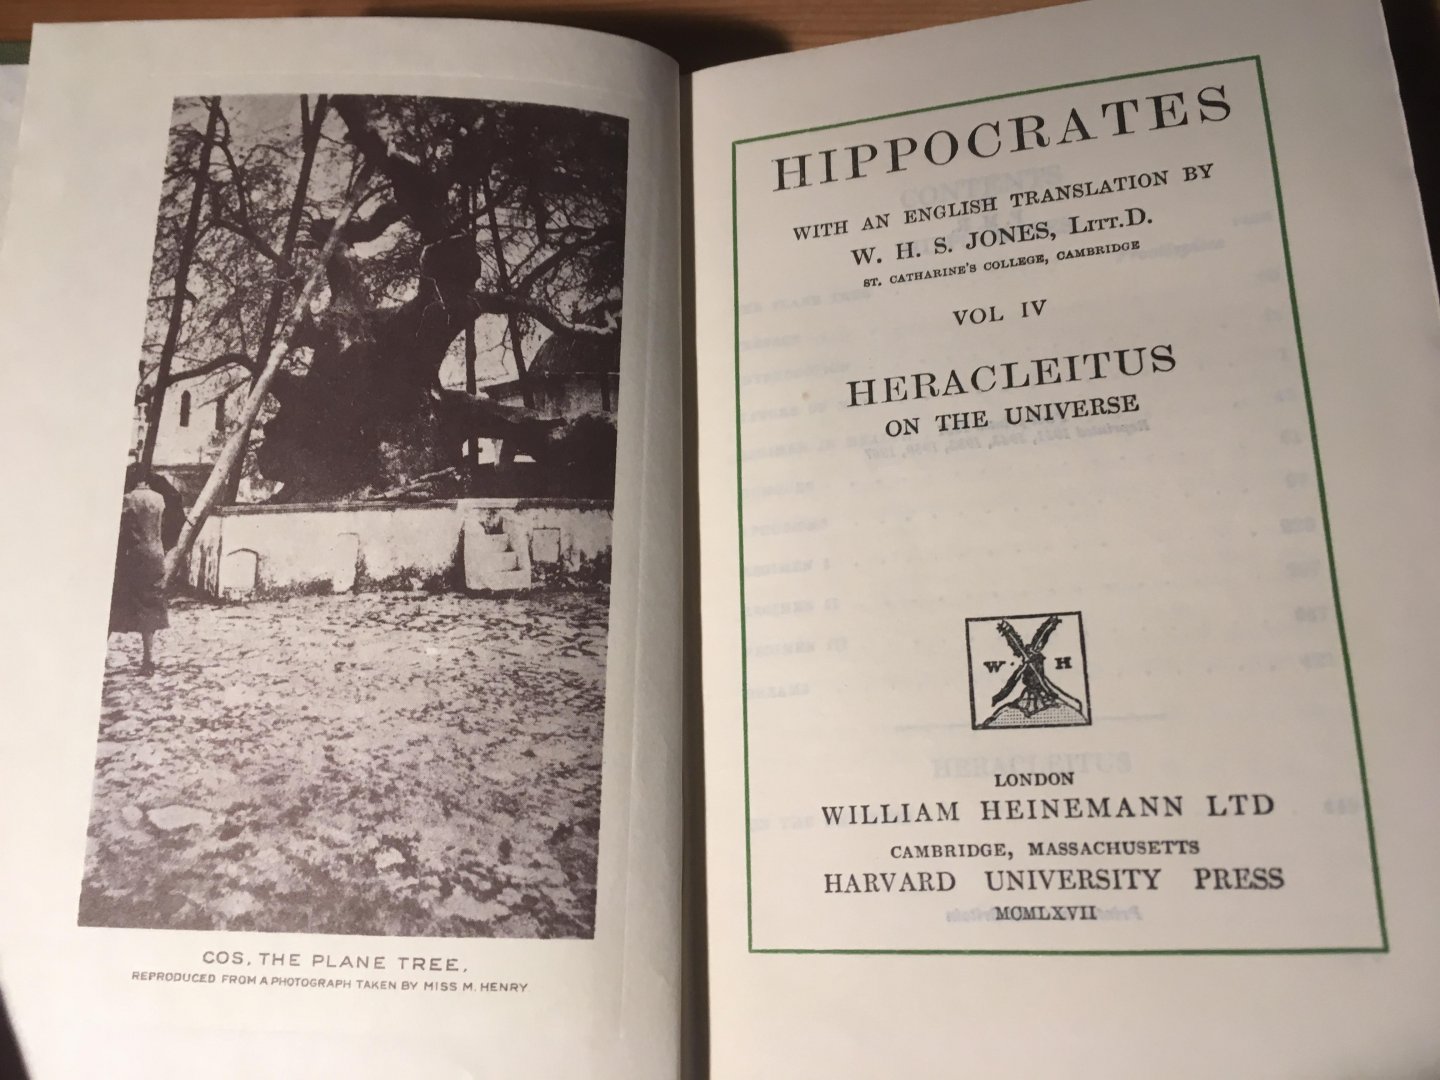 COS, THE PLANE TREE,
REPRODUCED FROM A PHOTOGRAPH TAKEN BY MISS M. HENRY
HIPPOCRATES
WITH AN ENGLISH TRANSLATION BY
W. H. S. JONES, LITT.D.
ST. CATHARINE'S COLLEGE, CAMBRIDGE
VOL IV
HERACLEITUS
ON THE UNIVERSE
W H
LONDON
WILLIAM HEINEMANN LTD
CAMBRIDGE, MASSACHUSETTS
HARVARD UNIVERSITY PRESS
MCMLXVII